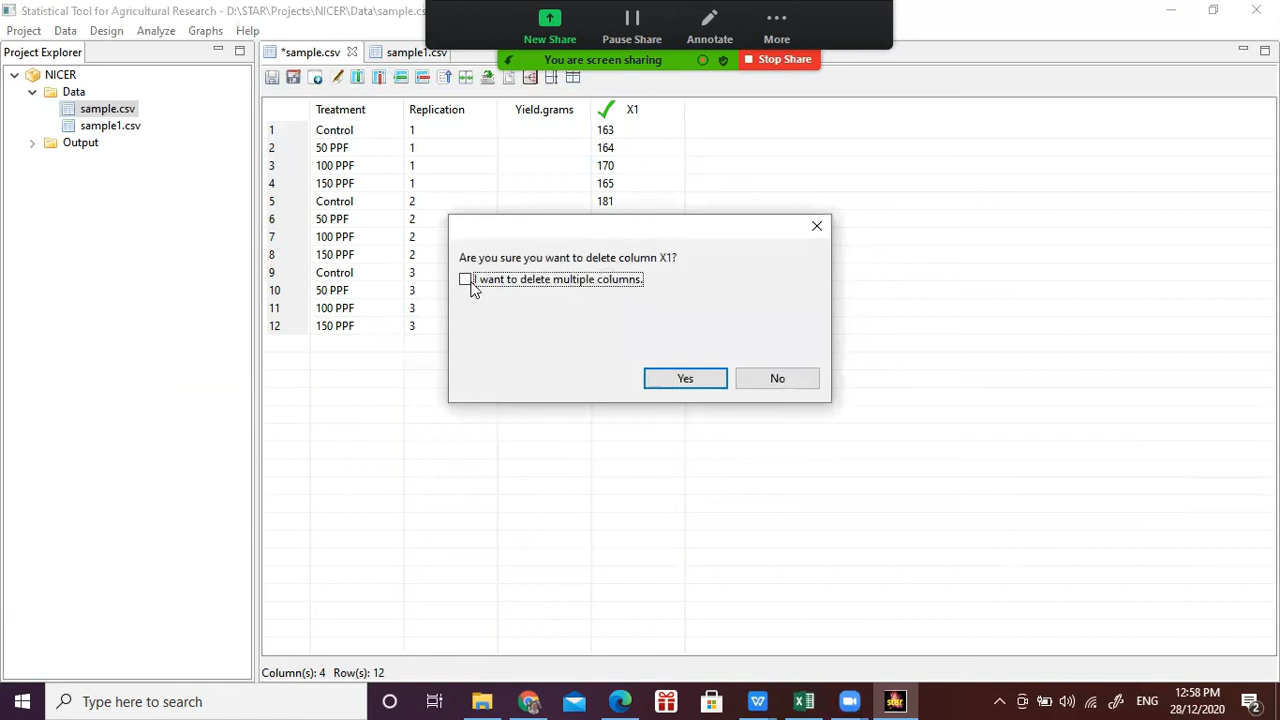 Statistical Tool for Agricultural Research - D:\STAR\Projects\NICER\Data\sample.cs
New Share
Pause Share
Annotate
More
You are screen sharing
Stop Share
Project Data Design Analyze Graphs Help
Project Explorer
*sample.csv
sample1.csv
NICER
Data
sample.csv
sample1.csv
Output
Treatment Replication Yield.grams X1
1 Control 1 163
2 50 PPF 1 164
3 100 PPF 1 170
4 150 PPF 1 165
5 Control 2 181
6 50 PPF 2
7 100 PPF 2
8 150 PPF 2
9 Control 3
10 50 PPF 3
11 100 PPF 3
12 150 PPF 3
Are you sure you want to delete column X1?
I want to delete multiple columns.
Yes No
Column(s): 4 Row(s): 12
Type here to search
star
ENG
12:58 PM
28/12/2020
2